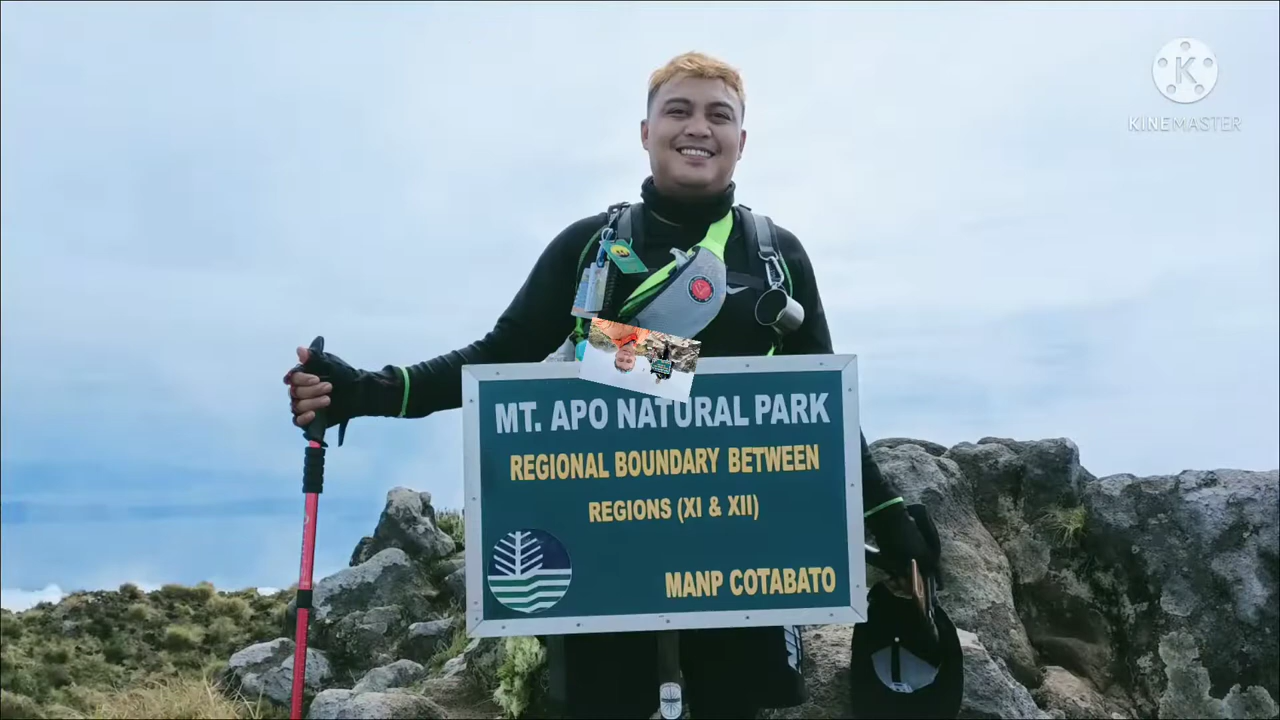 KINEMASTER
MT. APO NATURAL PARK
REGIONAL BOUNDARY BETWEEN
REGIONS (XI & XII)
MANP COTABATO